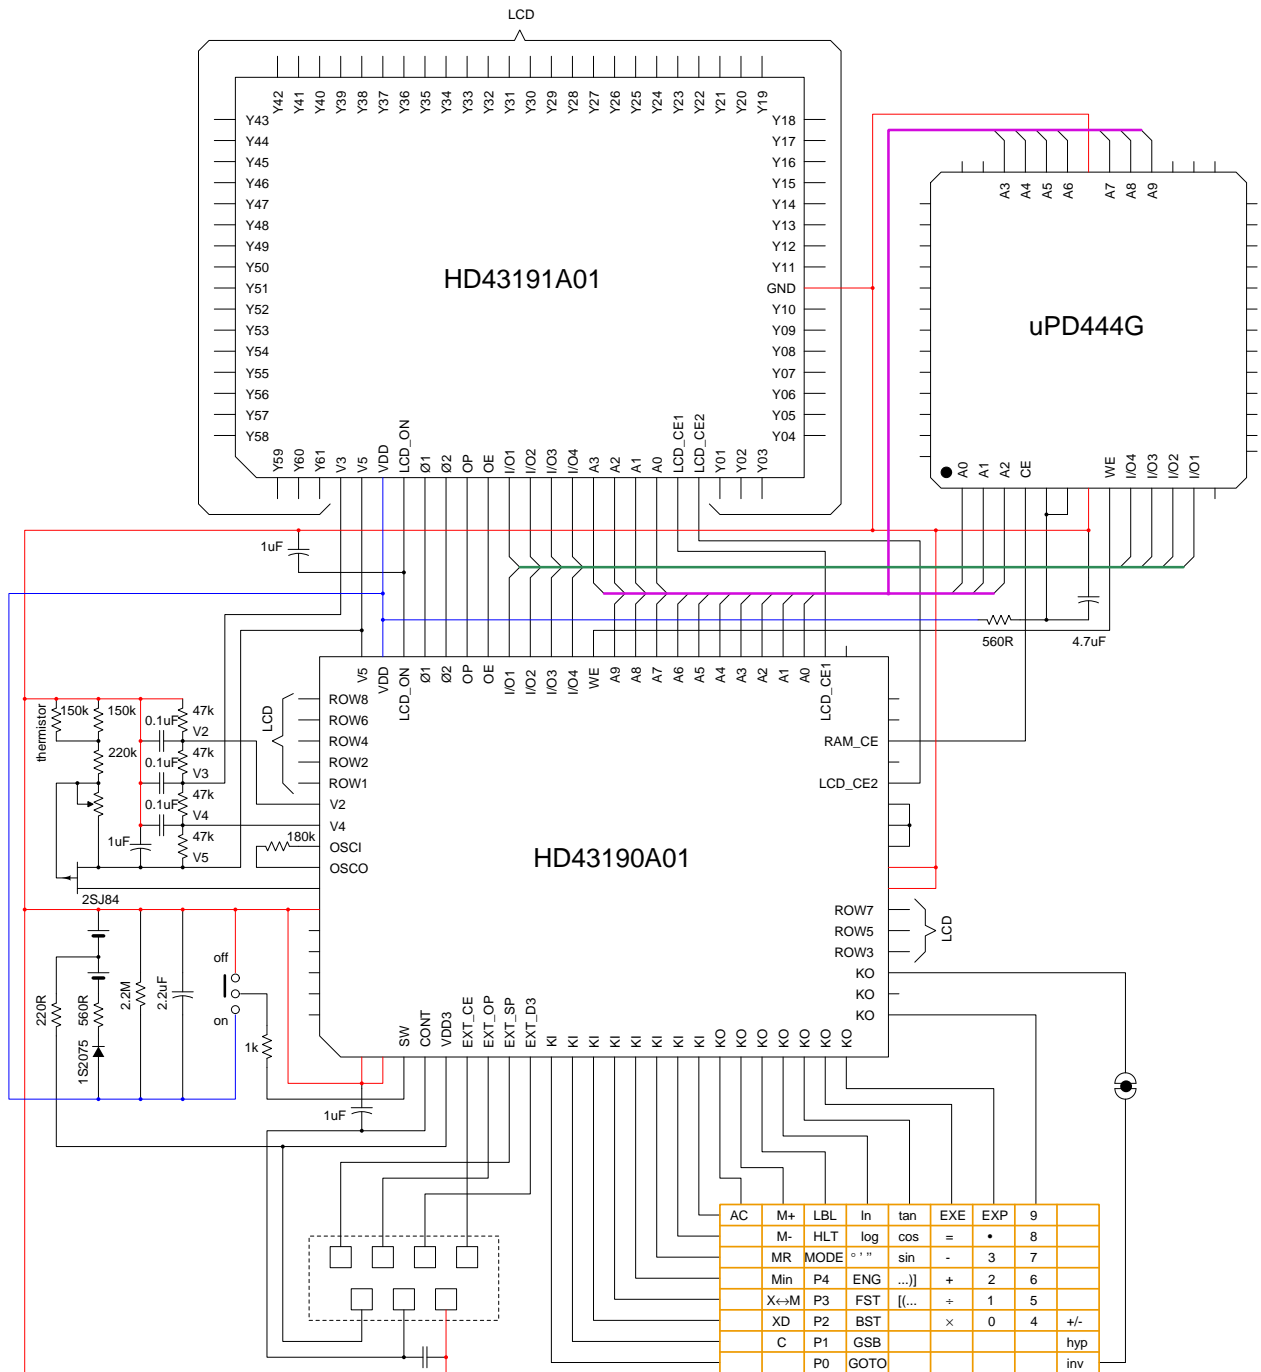 LCD
Y42 Y41 Y40 Y39 Y38 Y37 Y36 Y35 Y34 Y33 Y32 Y31 Y30 Y29 Y28 Y27 Y26 Y25 Y24 Y23 Y22 Y21 Y20 Y19
Y43
Y44
Y45
Y46
Y47
Y48
Y49
Y50
Y51
Y52
Y53
Y54
Y55
Y56
Y57
Y58
HD43191A01
Y18
Y17
Y16
Y15
Y14
Y13
Y12
Y11
GND
Y10
Y09
Y08
Y07
Y06
Y05
Y04
Y59 Y60 Y61 V3 V5 VDD LCD_ON Ø1 Ø2 OP OE I/O1 I/O2 I/O3 I/O4 A3 A2 A1 A0 LCD_CE1 LCD_CE2 Y01 Y02 Y03
A3 A4 A5 A6 A7 A8 A9
uPD444G
A0 A1 A2 CE WE I/O4 I/O3 I/O2 I/O1
1uF
560R
4.7uF
V5 VDD LCD_ON Ø1 Ø2 OP OE I/O1 I/O2 I/O3 I/O4 WE A9 A8 A7 A6 A5 A4 A3 A2 A1 A0 LCD_CE1
thermistor
150k
150k
47k
0.1uF
V2
220k
47k
0.1uF
V3
47k
0.1uF
V4
1uF
47k
V5
180k
2SJ84
LCD
ROW8
ROW6
ROW4
ROW2
ROW1
V2
V4
OSCI
OSCO
HD43190A01
RAM_CE
LCD_CE2
ROW7
ROW5
ROW3
LCD
KO
KO
KO
220R
560R
1S2075
2.2M
2.2uF
off
on
1k
SW CONT VDD3 EXT_CE EXT_OP EXT_SP EXT_D3 KI KI KI KI KI KI KI KI KO KO KO KO KO KO KO
1uF
AC M+ LBL ln tan EXE EXP 9
M- HLT log cos = • 8
MR MODE ° ’ ” sin - 3 7
Min P4 ENG ...)] + 2 6
X↔M P3 FST [(... ÷ 1 5
XD P2 BST × 0 4 +/-
C P1 GSB hyp
P0 GOTO inv